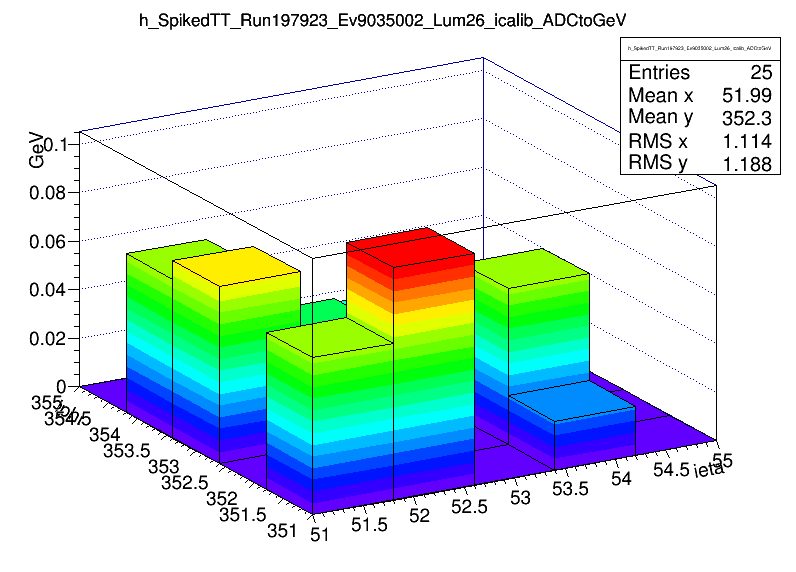 h_SpikedTT_Run197923_Ev9035002_Lum26_icalib_ADCtoGeV
h_SpikedTT_Run197923_Ev9035002_Lum26_icalib_ADCtoGeV
Entries 25
Mean x 51.99
Mean y 352.3
RMS x 1.114
RMS y 1.188
GeV
0.1
0.08
0.06
0.04
0.02
0
355
354.5
354
353.5
353
352.5
352
351.5
351
51
51.5
52
52.5
53
53.5
54
54.5
55
ieta